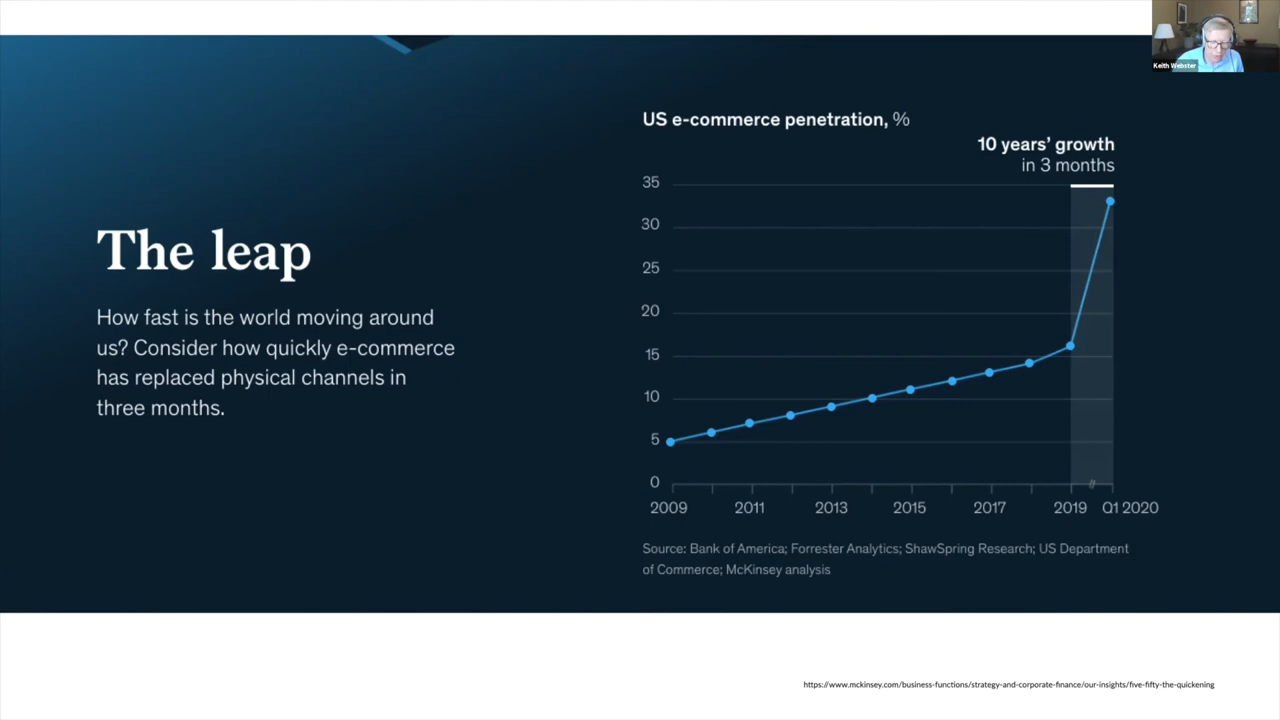 Keith Webster
The leap
How fast is the world moving around
us? Consider how quickly e-commerce
has replaced physical channels in
three months.
US e-commerce penetration, %
10 years’ growth
in 3 months
35
30
25
20
15
10
5
0
2009 2011 2013 2015 2017 2019 Q1 2020
Source: Bank of America; Forrester Analytics; ShawSpring Research; US Department
of Commerce; McKinsey analysis
https://www.mckinsey.com/business-functions/strategy-and-corporate-finance/our-insights/five-fifty-the-quickening